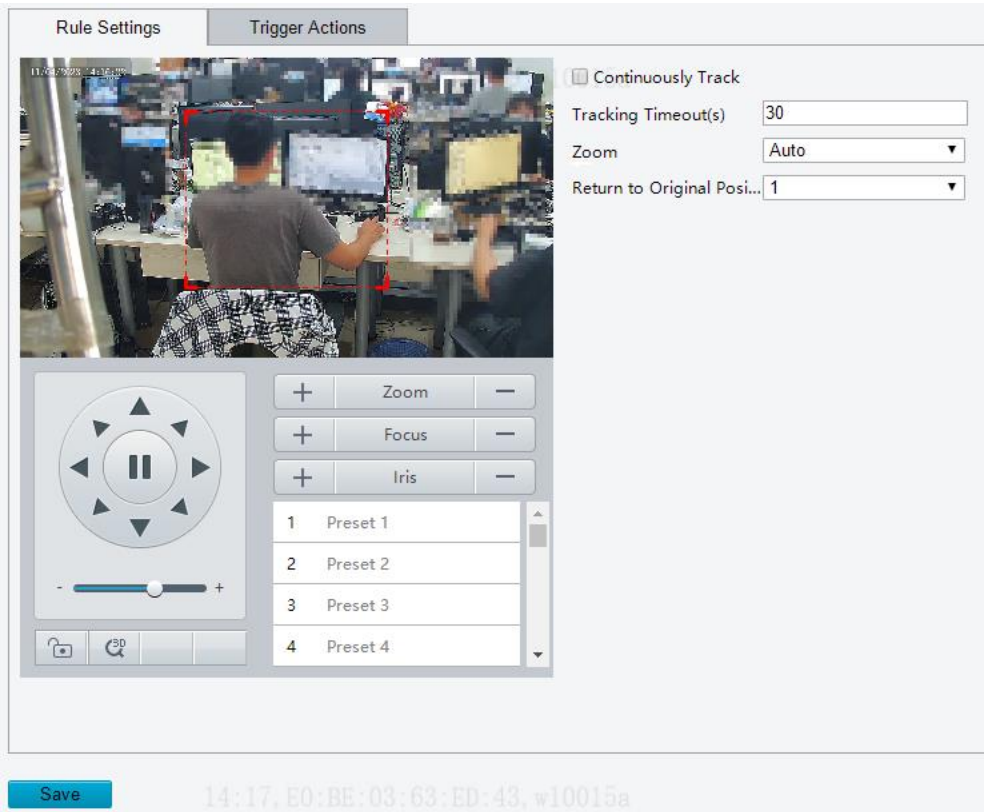 Rule Settings
Trigger Actions
Continuously Track
Tracking Timeout(s) 30
Zoom Auto
Return to Original Posi... 1
Zoom
Focus
Iris
1 Preset 1
2 Preset 2
3 Preset 3
4 Preset 4
- +
3D
Save
14:17, E0:BE:03:63:ED:43, w10015a